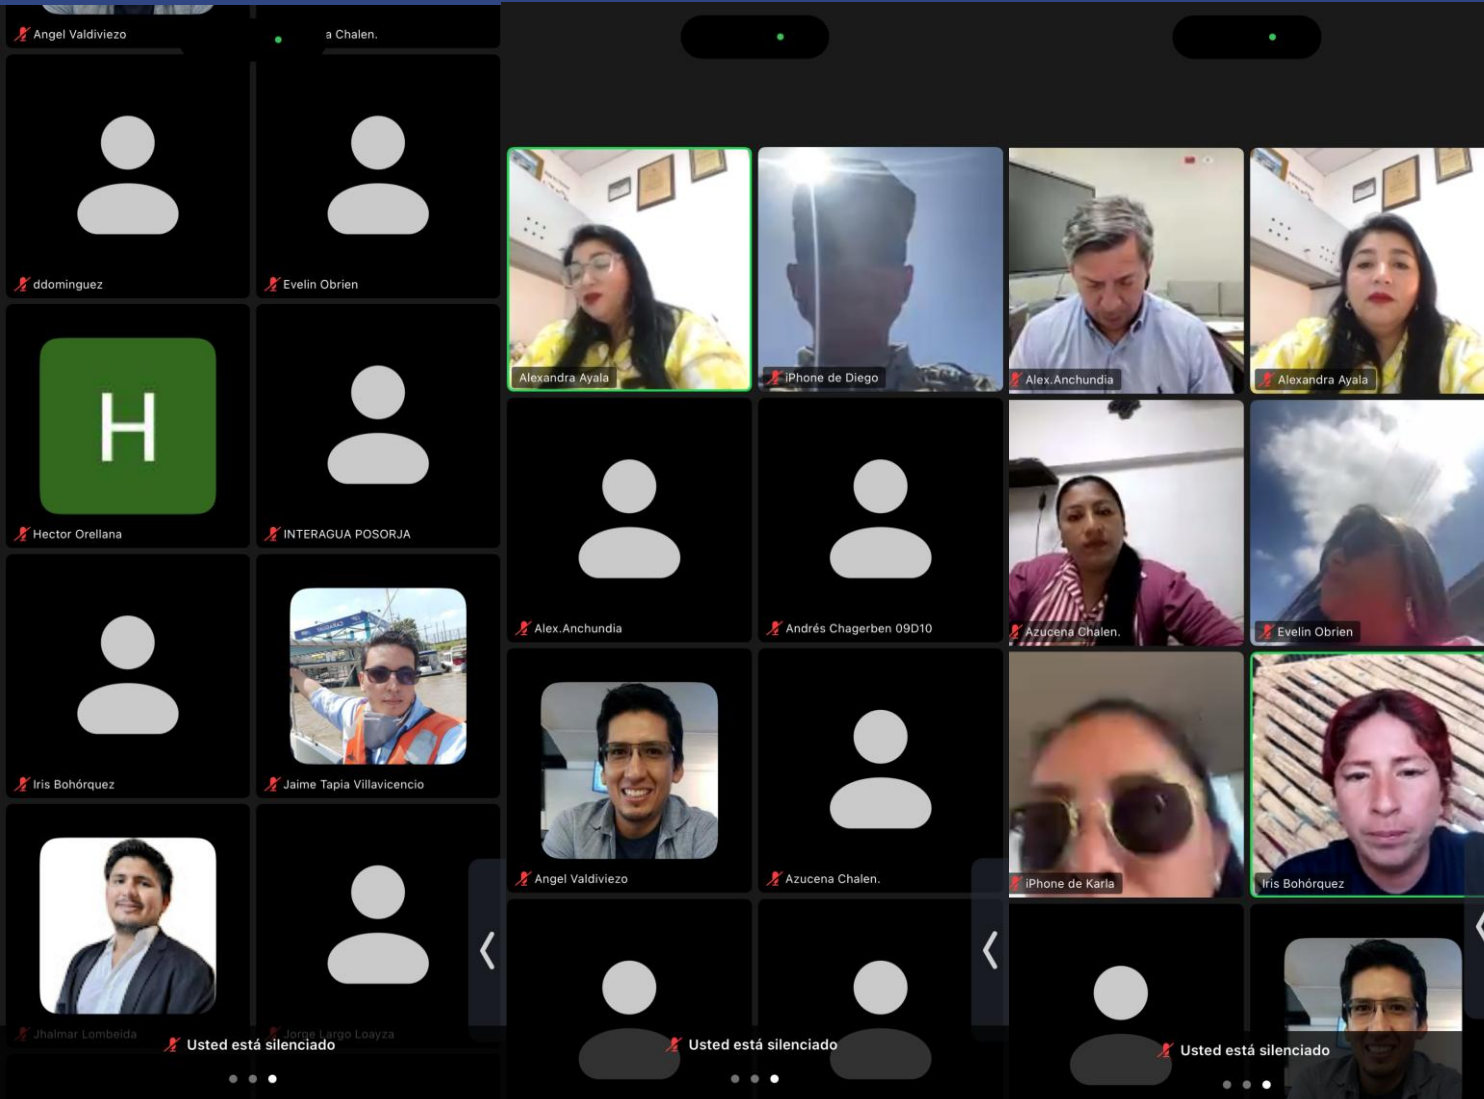 Angel Valdiviezo
a Chalen.
ddominguez
Evelin Obrien
H
Hector Orellana
INTERAGUA POSORJA
Iris Bohórquez
Jaime Tapia Villavicencio
Jhalmar Lombeida
Jorge Largo Loayza
Usted está silenciado
Alexandra Ayala
iPhone de Diego
Alex.Anchundia
Andrés Chagerben 09D10
Angel Valdiviezo
Azucena Chalen.
Usted está silenciado
Alex.Anchundia
Alexandra Ayala
Azucena Chalen.
Evelin Obrien
iPhone de Karla
Iris Bohórquez
Usted está silenciado